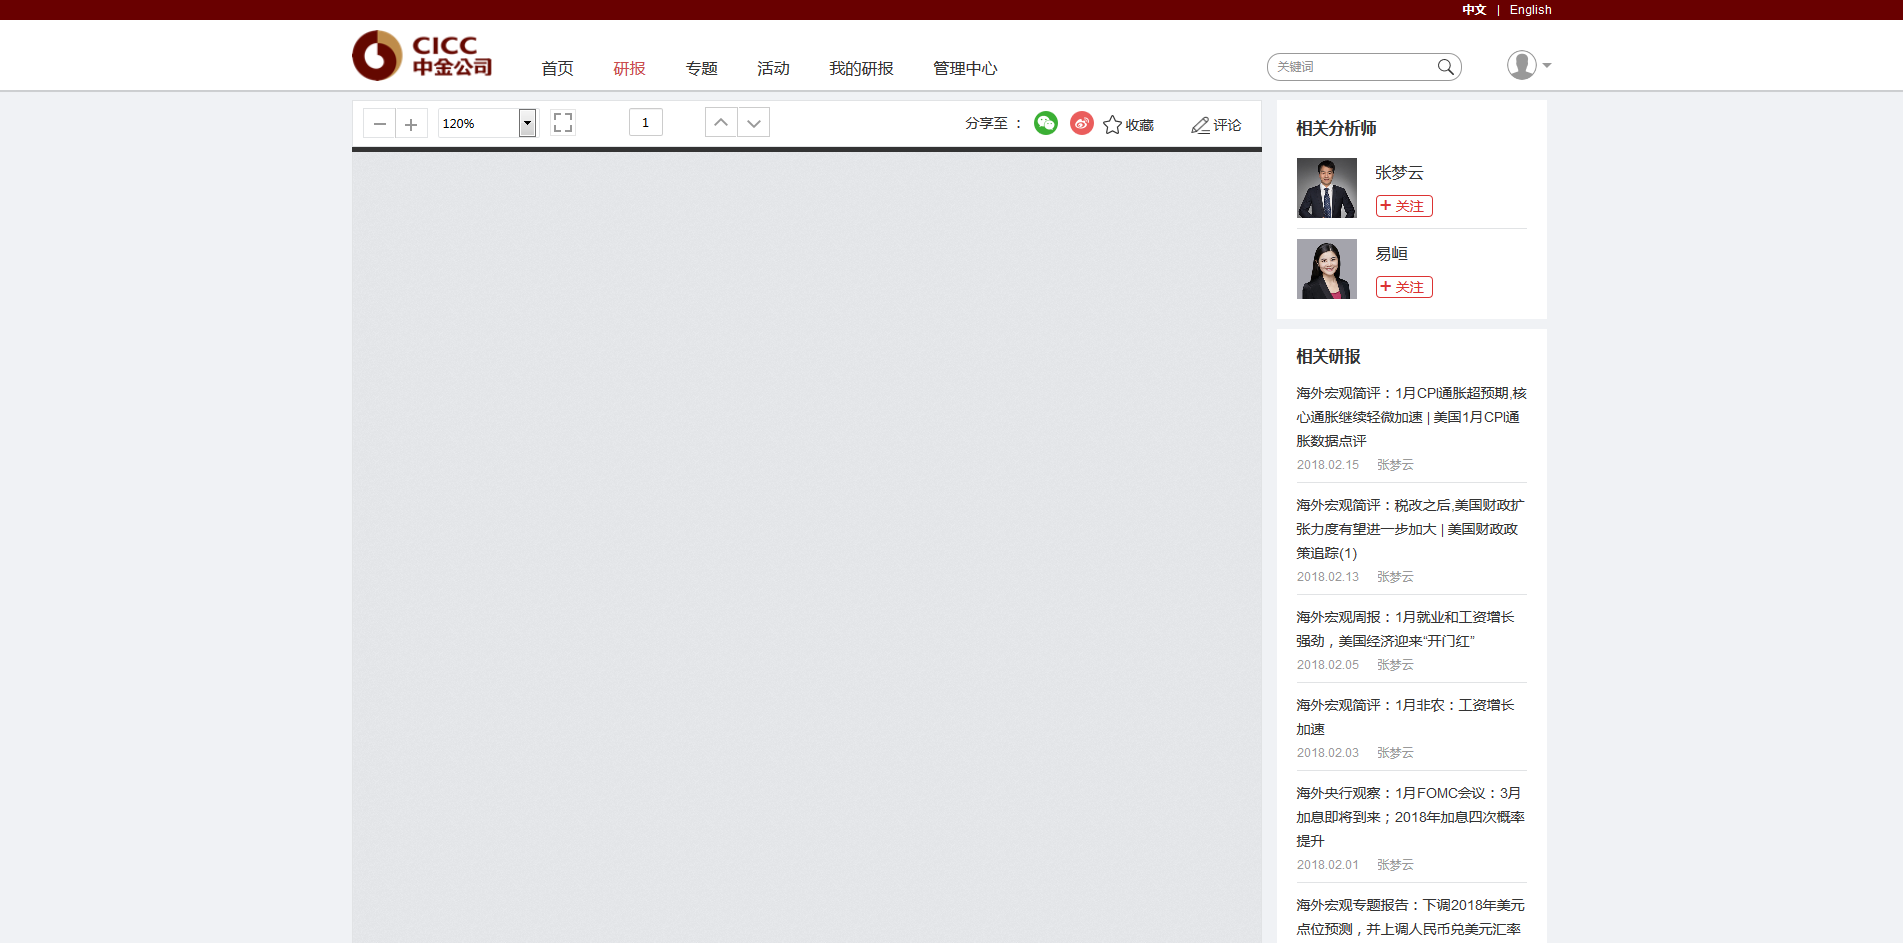 中文 | English
CICC
中金公司
首页 研报 专题 活动 我的研报 管理中心
关键词
120%
1
分享至：
收藏
评论
相关分析师
张梦云
+ 关注
易峘
+ 关注
相关研报
海外宏观简评：1月CPI通胀超预期,核
心通胀继续轻微加速 | 美国1月CPI通
胀数据点评
2018.02.15 张梦云
海外宏观简评：税改之后,美国财政扩
张力度有望进一步加大 | 美国财政政
策追踪(1)
2018.02.13 张梦云
海外宏观周报：1月就业和工资增长
强劲，美国经济迎来“开门红”
2018.02.05 张梦云
海外宏观简评：1月非农：工资增长
加速
2018.02.03 张梦云
海外央行观察：1月FOMC会议：3月
加息即将到来；2018年加息四次概率
提升
2018.02.01 张梦云
海外宏观专题报告：下调2018年美元
点位预测，并上调人民币兑美元汇率